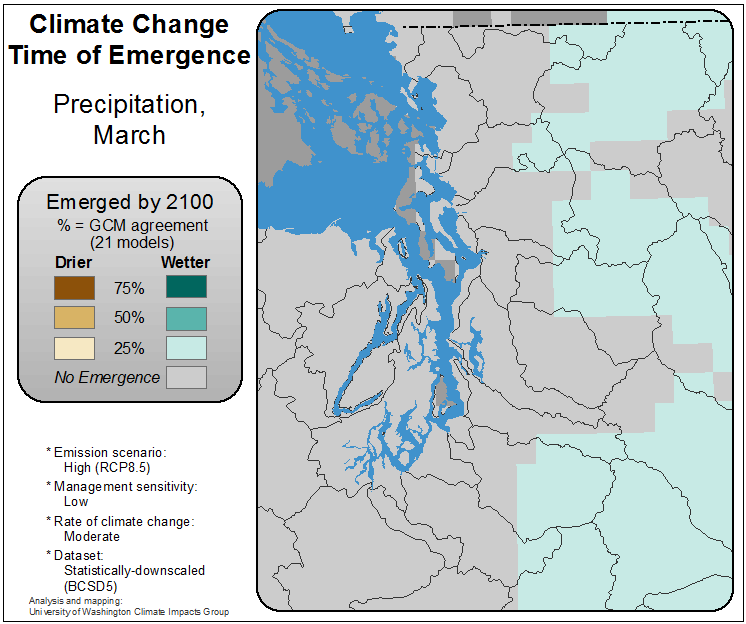 Climate Change
Time of Emergence
Precipitation,
March
Emerged by 2100
% = GCM agreement
(21 models)
Drier Wetter
75%
50%
25%
No Emergence
* Emission scenario:
High (RCP8.5)
* Management sensitivity:
Low
* Rate of climate change:
Moderate
* Dataset:
Statistically-downscaled
(BCSD5)
Analysis and mapping:
University of Washington Climate Impacts Group